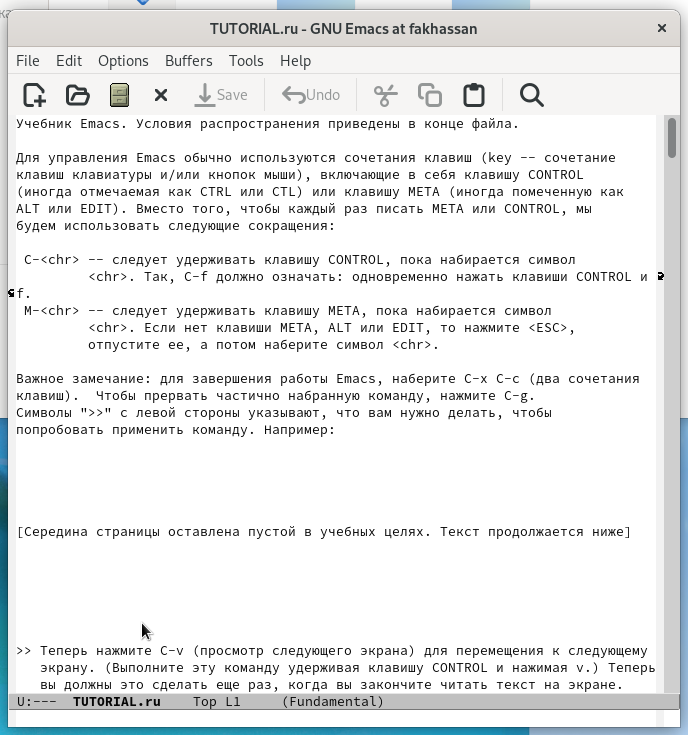 TUTORIAL.ru - GNU Emacs at fakhassan
File Edit Options Buffers Tools Help
Save Undo
Учебник Emacs. Условия распространения приведены в конце файла.
Для управления Emacs обычно используются сочетания клавиш (key -- сочетание
клавиш клавиатуры и/или кнопок мыши), включающие в себя клавишу CONTROL
(иногда отмечаемая как CTRL или CTL) или клавишу META (иногда помеченную как
ALT или EDIT). Вместо того, чтобы каждый раз писать META или CONTROL, мы
будем использовать следующие сокращения:
C-<chr> -- следует удерживать клавишу CONTROL, пока набирается символ
<chr>. Так, C-f должно означать: одновременно нажать клавиши CONTROL и
f.
M-<chr> -- следует удерживать клавишу META, пока набирается символ
<chr>. Если нет клавиши META, ALT или EDIT, то нажмите <ESC>,
отпустите ее, а потом наберите символ <chr>.
Важное замечание: для завершения работы Emacs, наберите C-x C-c (два сочетания
клавиш). Чтобы прервать частично набранную команду, нажмите C-g.
Символы ">>" с левой стороны указывают, что вам нужно делать, чтобы
попробовать применить команду. Например:
[Середина страницы оставлена пустой в учебных целях. Текст продолжается ниже]
>> Теперь нажмите C-v (просмотр следующего экрана) для перемещения к следующему
экрану. (Выполните эту команду удерживая клавишу CONTROL и нажимая v.) Теперь
вы должны это сделать еще раз, когда вы закончите читать текст на экране.
U:--- TUTORIAL.ru Top L1 (Fundamental)